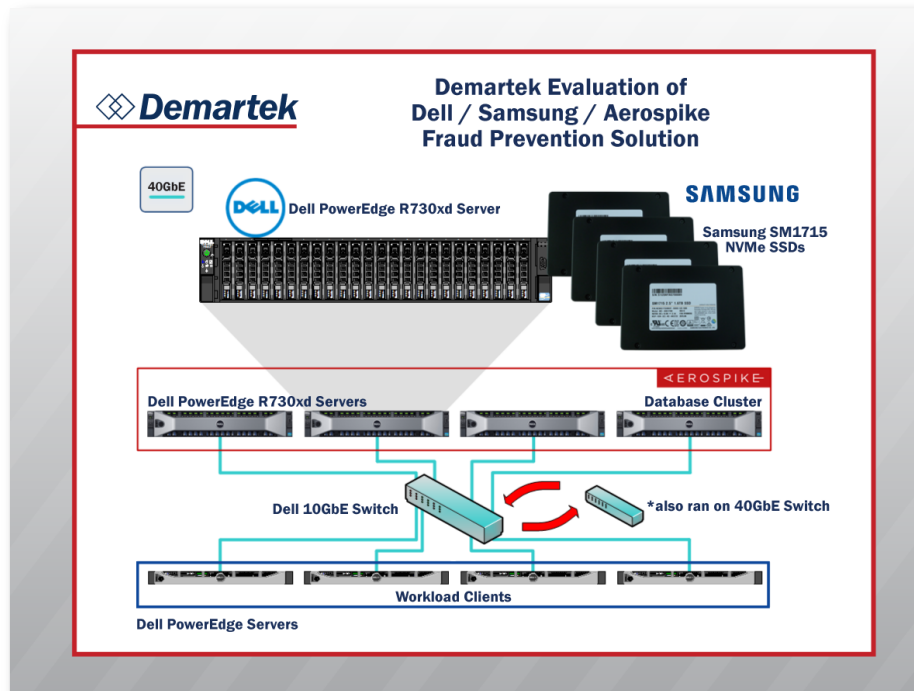 Demartek
Demartek Evaluation of
Dell / Samsung / Aerospike
Fraud Prevention Solution
40GbE
DELL
Dell PowerEdge R730xd Server
SAMSUNG
Samsung SM1715
NVMe SSDs
AEROSPIKE
Dell PowerEdge R730xd Servers
Database Cluster
Dell 10GbE Switch
*also ran on 40GbE Switch
Workload Clients
Dell PowerEdge Servers